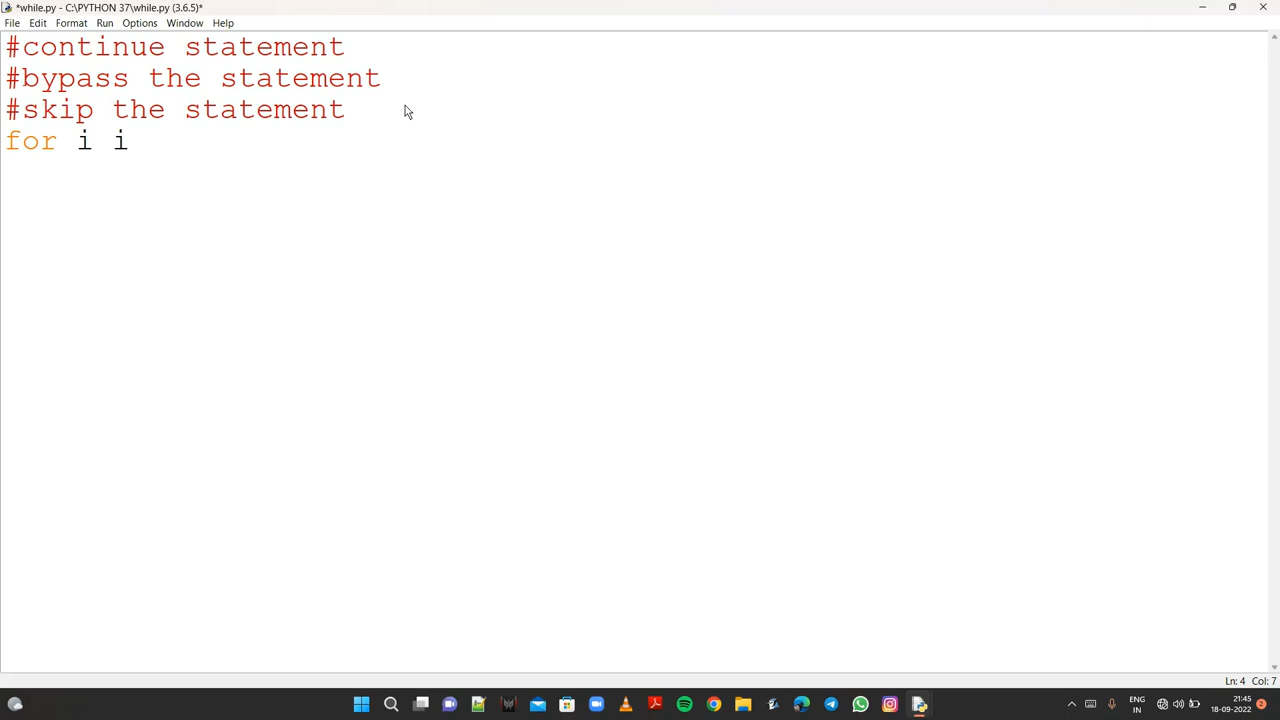 *while.py - C:\PYTHON 37\while.py (3.6.5)*
File Edit Format Run Options Window Help
#continue statement
#bypass the statement
#skip the statement
for i i
Ln: 4 Col: 7
ENG
IN
21:45
18-09-2022
2